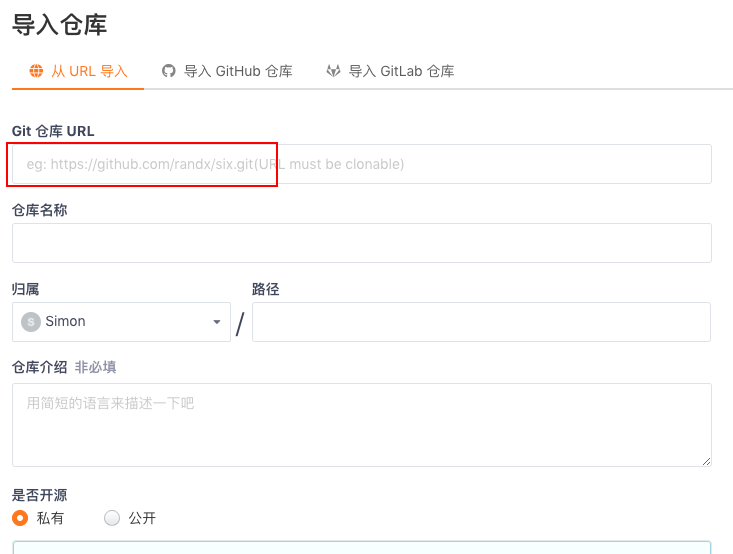 导入仓库
从 URL 导入 导入 GitHub 仓库 导入 GitLab 仓库
Git 仓库 URL
eg: https://github.com/randx/six.git(URL must be clonable)
仓库名称
归属 路径
S Simon /
仓库介绍 非必填
用简短的语言来描述一下吧
是否开源
私有 公开